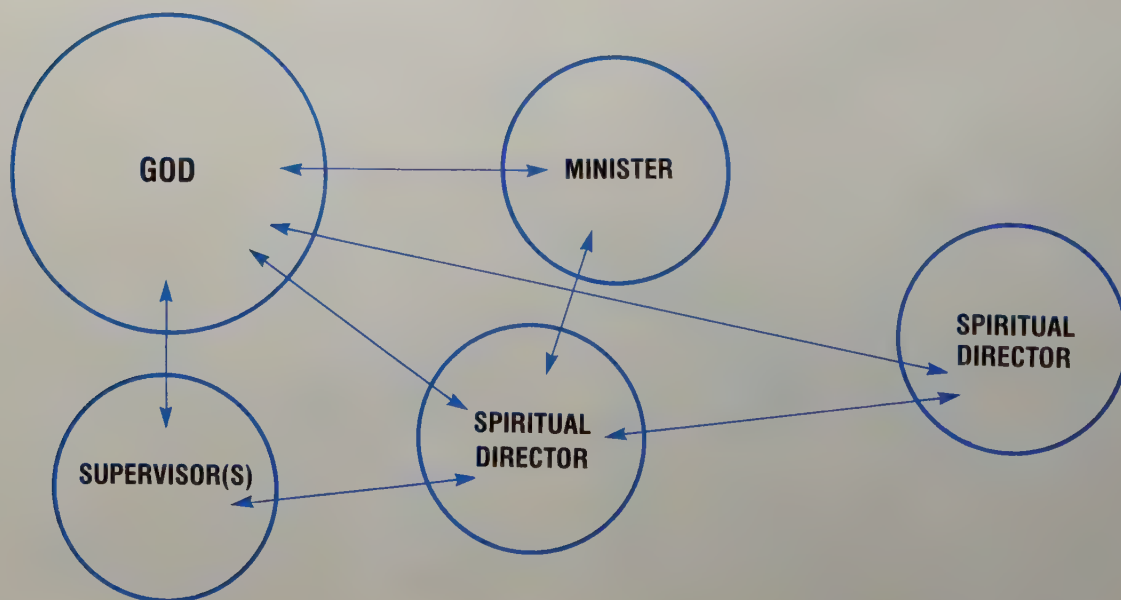 GOD
MINISTER
SPIRITUAL
DIRECTOR
SPIRITUAL
DIRECTOR
SUPERVISOR(S)